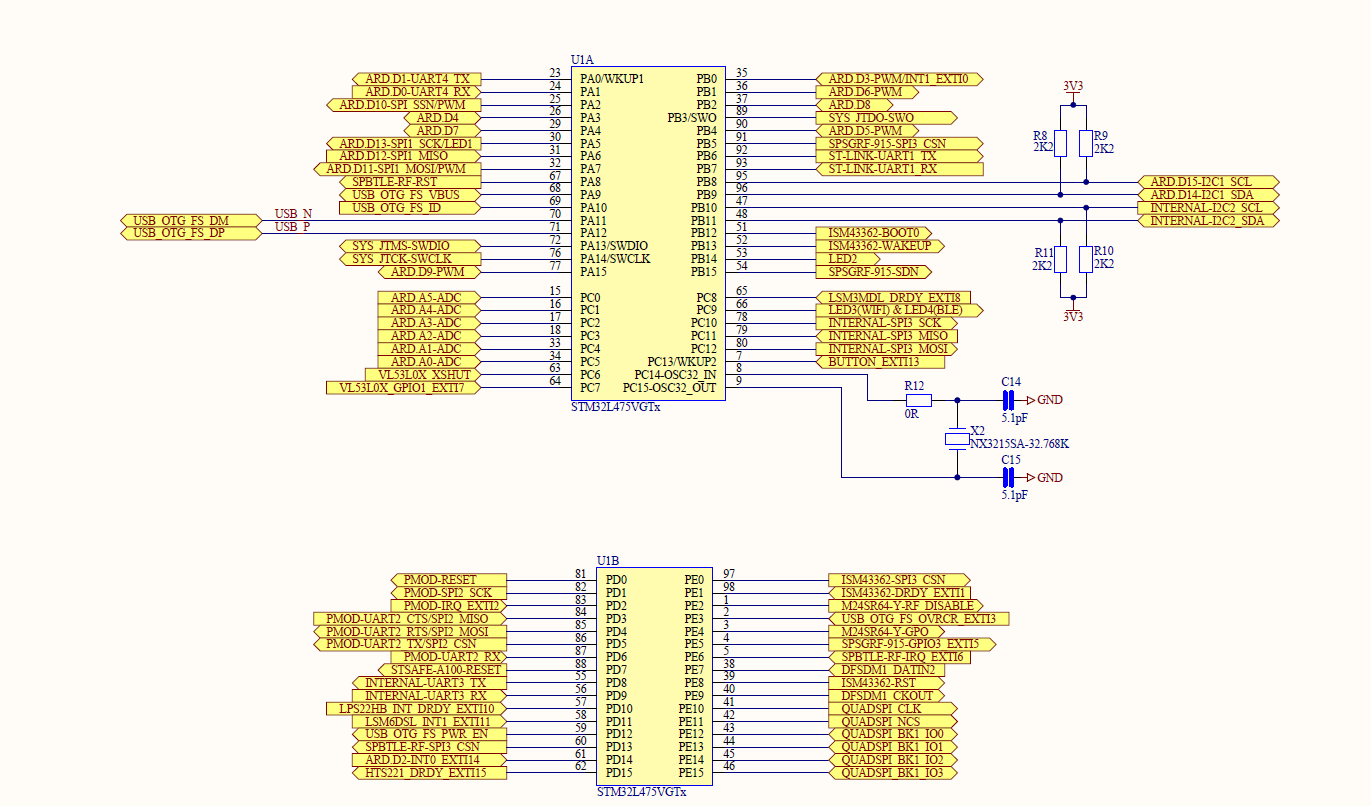 U1A
ARD.D1-UART4_TX 23 PA0/WKUP1 PB0 35 ARD.D3-PWM/INT1_EXTI0
ARD.D0-UART4_RX 24 PA1 PB1 36 ARD.D6-PWM
ARD.D10-SPI_SSN/PWM 25 PA2 PB2 37 ARD.D8
ARD.D4 26 PA3 PB3/SWO 89 SYS_JTDO-SWO
ARD.D7 29 PA4 PB4 90 ARD.D5-PWM
ARD.D13-SPI1_SCK/LED1 30 PA5 PB5 91 SPSGRF-915-SPI3_CSN
ARD.D12-SPI1_MISO 31 PA6 PB6 92 ST-LINK-UART1_TX
ARD.D11-SPI1_MOSI/PWM 32 PA7 PB7 93 ST-LINK-UART1_RX
SPBTLE-RF-RST 67 PA8 PB8 95 ARD.D15-I2C1_SCL
USB_OTG_FS_VBUS 68 PA9 PB9 96 ARD.D14-I2C1_SDA
USB_OTG_FS_ID 69 PA10 PB10 47 INTERNAL-I2C2_SCL
USB_OTG_FS_DM USB_N 70 PA11 PB11 48 INTERNAL-I2C2_SDA
USB_OTG_FS_DP USB_P 71 PA12 PB12 51 ISM43362-BOOT0
SYS_JTMS-SWDIO 72 PA13/SWDIO PB13 52 ISM43362-WAKEUP
SYS_JTCK-SWCLK 76 PA14/SWCLK PB14 53 LED2
ARD.D9-PWM 77 PA15 PB15 54 SPSGRF-915-SDN
ARD.A5-ADC 15 PC0 PC8 65 LSM3MDL_DRDY_EXTI8
ARD.A4-ADC 16 PC1 PC9 66 LED3(WIFI) & LED4(BLE)
ARD.A3-ADC 17 PC2 PC10 78 INTERNAL-SPI3_SCK
ARD.A2-ADC 18 PC3 PC11 79 INTERNAL-SPI3_MISO
ARD.A1-ADC 33 PC4 PC12 80 INTERNAL-SPI3_MOSI
ARD.A0-ADC 34 PC5 PC13/WKUP2 7 BUTTON_EXTI13
VL53L0X_XSHUT 63 PC6 PC14-OSC32_IN 8
VL53L0X_GPIO1_EXTI7 64 PC7 PC15-OSC32_OUT 9
STM32L475VGTx
3V3
R8 R9
2K2 2K2
R11 R10
2K2 2K2
3V3
R12
0R
C14
GND
5.1pF
X2
NX3215SA-32.768K
C15
GND
5.1pF
U1B
PMOD-RESET 81 PD0 PE0 97 ISM43362-SPI3_CSN
PMOD-SPI2_SCK 82 PD1 PE1 98 ISM43362-DRDY_EXTI1
PMOD-IRQ_EXTI2 83 PD2 PE2 1 M24SR64-Y-RF_DISABLE
PMOD-UART2_CTS/SPI2_MISO 84 PD3 PE3 2 USB_OTG_FS_OVRCR_EXTI3
PMOD-UART2_RTS/SPI2_MOSI 85 PD4 PE4 3 M24SR64-Y-GPO
PMOD-UART2_TX/SPI2_CSN 86 PD5 PE5 4 SPSGRF-915-GPIO3_EXTI5
PMOD-UART2_RX 87 PD6 PE6 5 SPBTLE-RF-IRQ_EXTI6
STSAFE-A100-RESET 88 PD7 PE7 38 DFSDM1_DATIN2
INTERNAL-UART3_TX 55 PD8 PE8 39 ISM43362-RST
INTERNAL-UART3_RX 56 PD9 PE9 40 DFSDM1_CKOUT
LPS22HB_INT_DRDY_EXTI10 57 PD10 PE10 41 QUADSPI_CLK
LSM6DSL_INT1_EXTI11 58 PD11 PE11 42 QUADSPI_NCS
USB_OTG_FS_PWR_EN 59 PD12 PE12 43 QUADSPI_BK1_IO0
SPBTLE-RF-SPI3_CSN 60 PD13 PE13 44 QUADSPI_BK1_IO1
ARD.D2-INT0_EXTI14 61 PD14 PE14 45 QUADSPI_BK1_IO2
HTS221_DRDY_EXTI15 62 PD15 PE15 46 QUADSPI_BK1_IO3
STM32L475VGTx